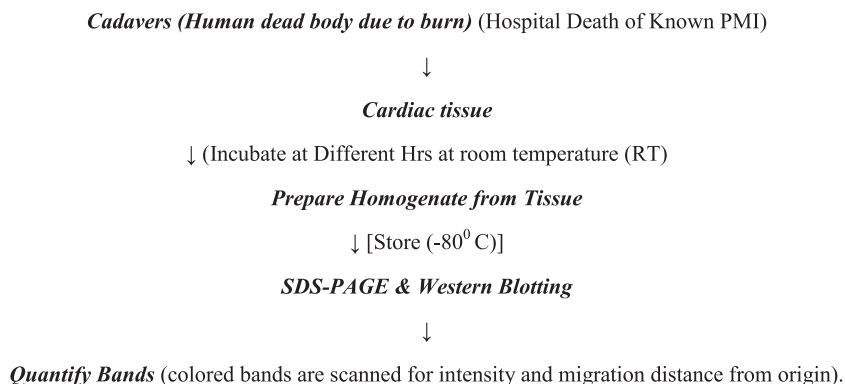 Cadavers (Human dead body due to burn) (Hospital Death of Known PMI)
↓
Cardiac tissue
↓ (Incubate at Different Hrs at room temperature (RT)
Prepare Homogenate from Tissue
↓ [Store (-80⁰ C)]
SDS-PAGE & Western Blotting
↓
Quantify Bands (colored bands are scanned for intensity and migration distance from origin).